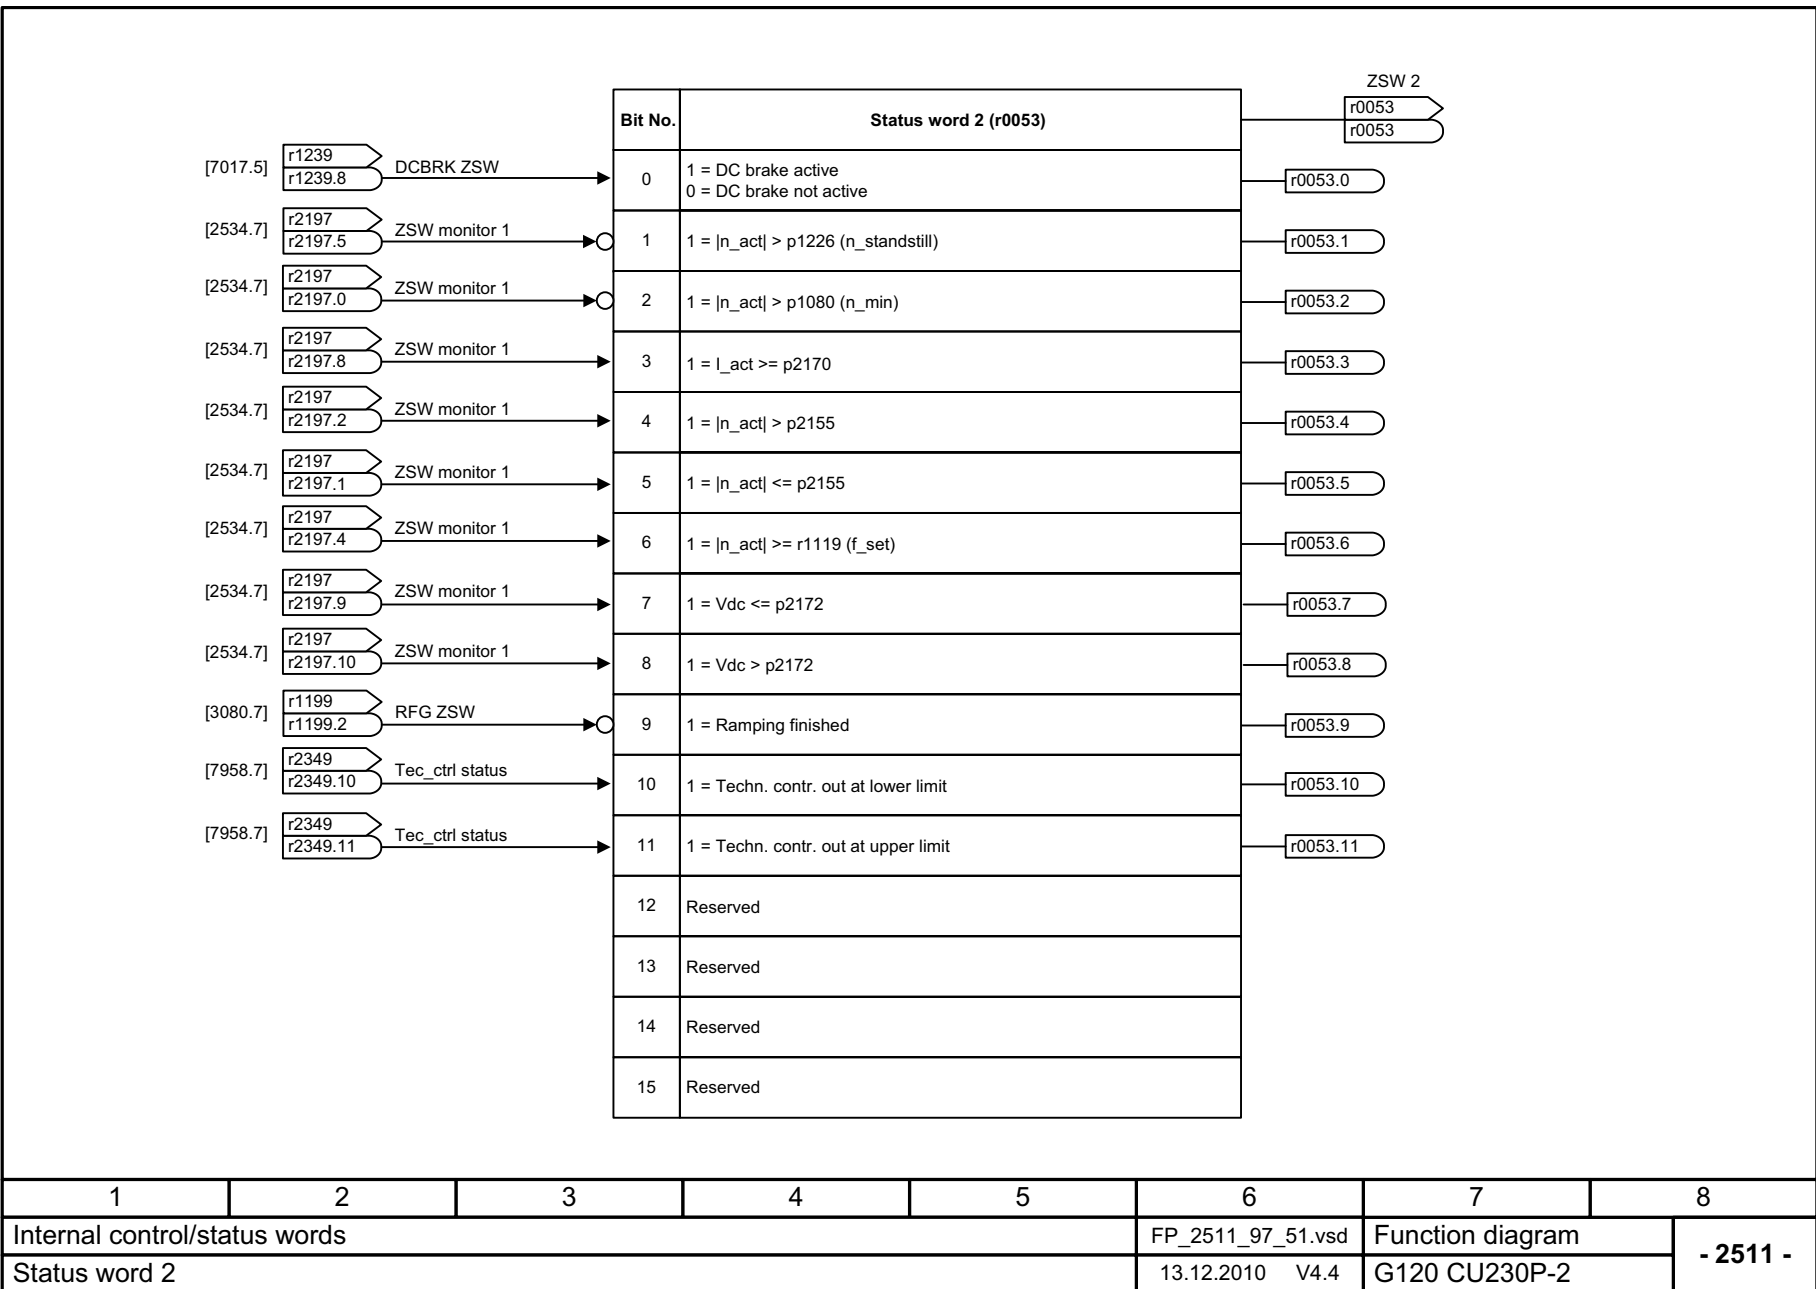 ZSW 2
r0053
r0053
Bit No. Status word 2 (r0053)
[7017.5] r1239 DCBRK ZSW
r1239.8
0 1 = DC brake active
0 = DC brake not active
r0053.0
[2534.7] r2197 ZSW monitor 1
r2197.5
1 1 = |n_act| > p1226 (n_standstill) r0053.1
[2534.7] r2197 ZSW monitor 1
r2197.0
2 1 = |n_act| > p1080 (n_min) r0053.2
[2534.7] r2197 ZSW monitor 1
r2197.8
3 1 = I_act >= p2170 r0053.3
[2534.7] r2197 ZSW monitor 1
r2197.2
4 1 = |n_act| > p2155 r0053.4
[2534.7] r2197 ZSW monitor 1
r2197.1
5 1 = |n_act| <= p2155 r0053.5
[2534.7] r2197 ZSW monitor 1
r2197.4
6 1 = |n_act| >= r1119 (f_set) r0053.6
[2534.7] r2197 ZSW monitor 1
r2197.9
7 1 = Vdc <= p2172 r0053.7
[2534.7] r2197 ZSW monitor 1
r2197.10
8 1 = Vdc > p2172 r0053.8
[3080.7] r1199 RFG ZSW
r1199.2
9 1 = Ramping finished r0053.9
[7958.7] r2349 Tec_ctrl status
r2349.10
10 1 = Techn. contr. out at lower limit r0053.10
[7958.7] r2349 Tec_ctrl status
r2349.11
11 1 = Techn. contr. out at upper limit r0053.11
12 Reserved
13 Reserved
14 Reserved
15 Reserved
1 2 3 4 5 6 7 8
Internal control/status words FP_2511_97_51.vsd Function diagram
- 2511 -
Status word 2 13.12.2010 V4.4 G120 CU230P-2